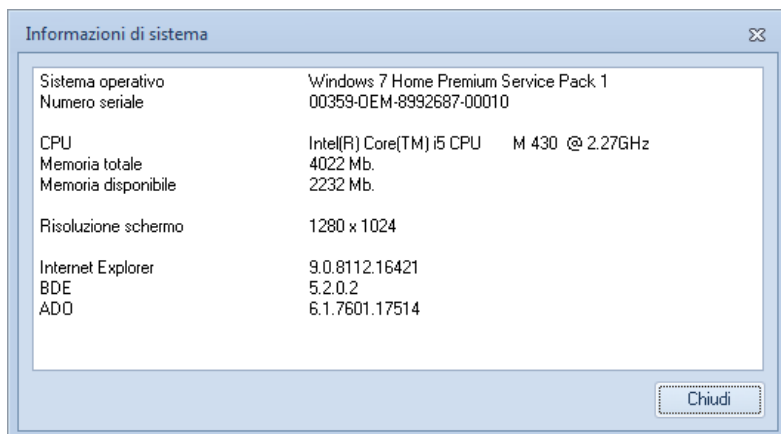 Informazioni di sistema
Sistema operativo Windows 7 Home Premium Service Pack 1
Numero seriale 00359-OEM-8992687-00010
CPU Intel(R) Core(TM) i5 CPU M 430 @ 2.27GHz
Memoria totale 4022 Mb.
Memoria disponibile 2232 Mb.
Risoluzione schermo 1280 x 1024
Internet Explorer 9.0.8112.16421
BDE 5.2.0.2
ADO 6.1.7601.17514
Chiudi